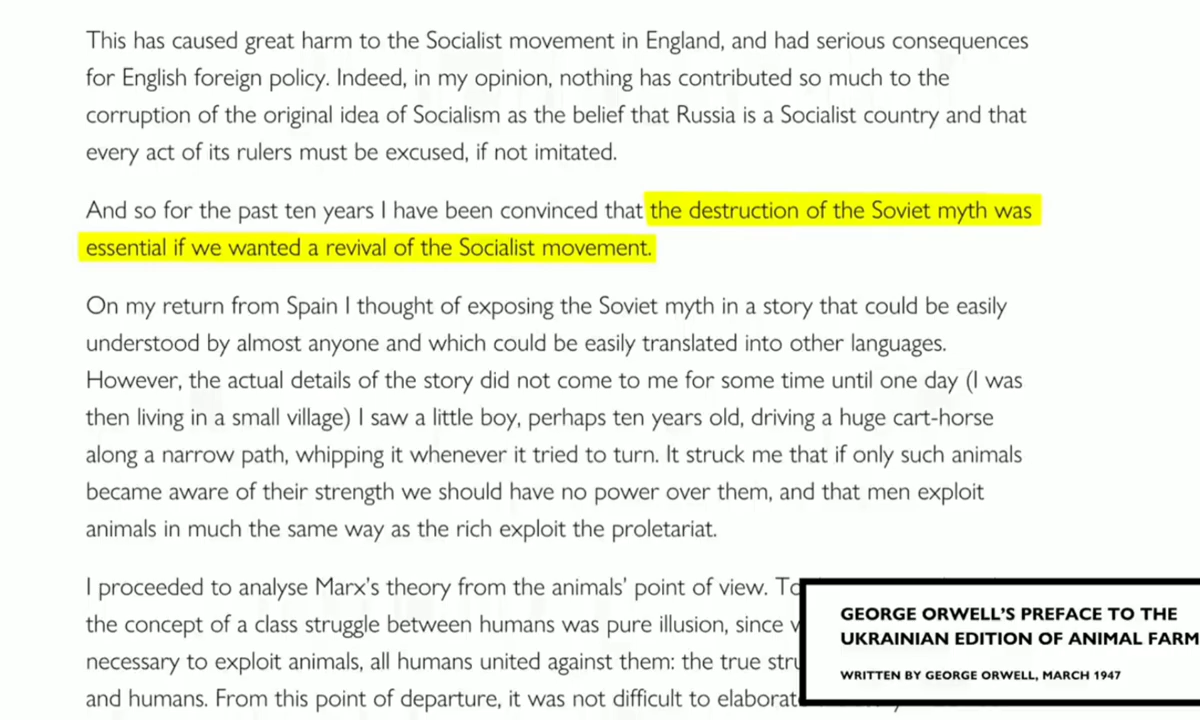 This has caused great harm to the Socialist movement in England, and had serious consequences
for English foreign policy. Indeed, in my opinion, nothing has contributed so much to the
corruption of the original idea of Socialism as the belief that Russia is a Socialist country and that
every act of its rulers must be excused, if not imitated.
And so for the past ten years I have been convinced that the destruction of the Soviet myth was
essential if we wanted a revival of the Socialist movement.
On my return from Spain I thought of exposing the Soviet myth in a story that could be easily
understood by almost anyone and which could be easily translated into other languages.
However, the actual details of the story did not come to me for some time until one day (I was
then living in a small village) I saw a little boy, perhaps ten years old, driving a huge cart-horse
along a narrow path, whipping it whenever it tried to turn. It struck me that if only such animals
became aware of their strength we should have no power over them, and that men exploit
animals in much the same way as the rich exploit the proletariat.
I proceeded to analyse Marx's theory from the animals' point of view.
the concept of a class struggle between humans was pure illusion, since
necessary to exploit animals, all humans united against them: the true
and humans. From this point of departure, it was not difficult to
GEORGE ORWELL'S PREFACE TO THE
UKRAINIAN EDITION OF ANIMAL FARM
WRITTEN BY GEORGE ORWELL, MARCH 1947